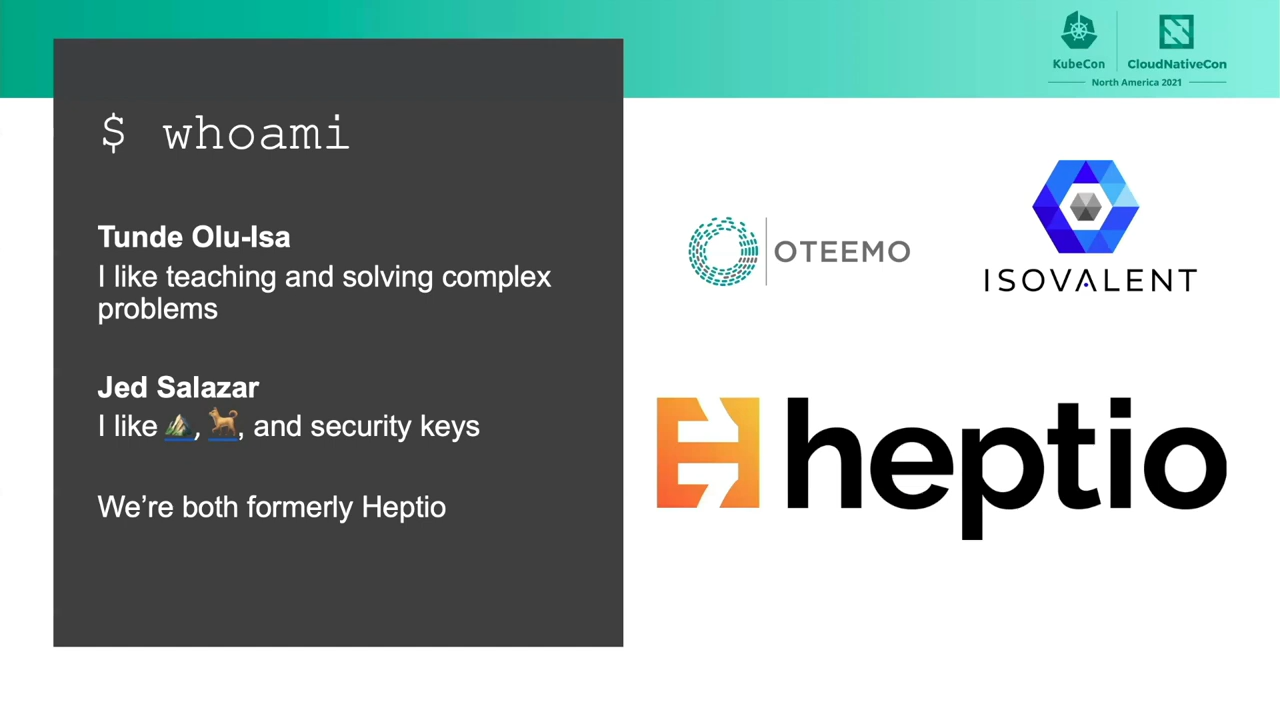 KubeCon
CloudNativeCon
North America 2021
$ whoami
Tunde Olu-Isa
I like teaching and solving complex
problems
Jed Salazar
I like ⛰️, 🐕, and security keys
We’re both formerly Heptio
OTEEMO
ISOVALENT
heptio